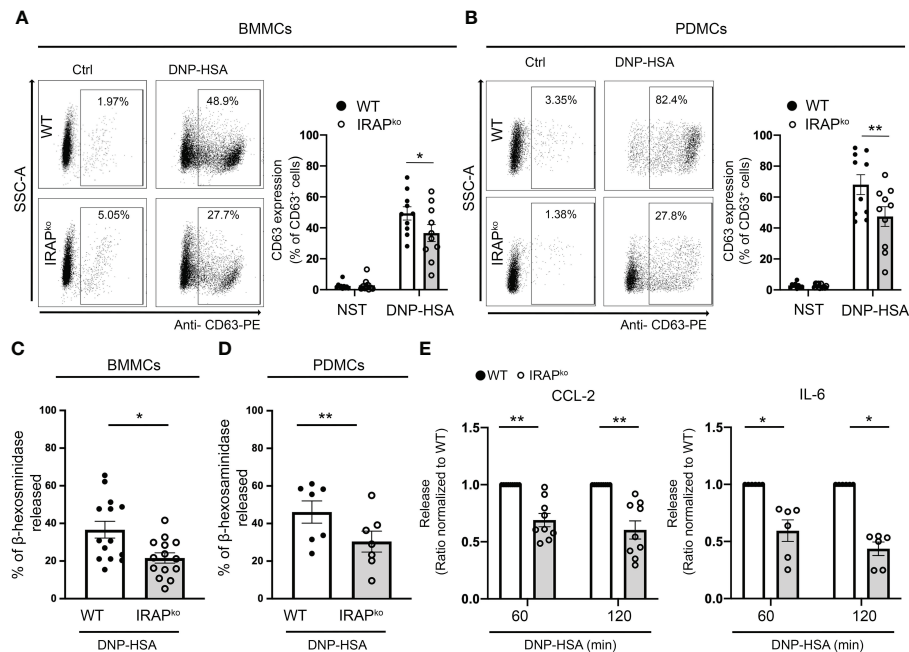 A
BMMCs
Ctrl
DNP-HSA
1.97%
48.9%
WT
5.05%
27.7%
IRAPko
SSC-A
Anti- CD63-PE
WT
IRAPko
CD63 expression
(% of CD63+ cells)
100
80
60
40
20
0
*
NST
DNP-HSA
B
PDMCs
Ctrl
DNP-HSA
3.35%
82.4%
WT
1.38%
27.8%
IRAPko
SSC-A
Anti- CD63-PE
WT
IRAPko
CD63 expression
(% of CD63+ cells)
100
80
60
40
20
0
**
NST
DNP-HSA
C
BMMCs
% of β-hexosminidase
released
100
80
60
40
20
0
*
WT
IRAPko
DNP-HSA
D
PDMCs
% of β-hexosaminidase
released
100
80
60
40
20
0
**
WT
IRAPko
DNP-HSA
E
WT IRAPko
CCL-2
Release
(Ratio normalized to WT)
1.5
1.0
0.5
0.0
**
**
60
120
DNP-HSA (min)
IL-6
Release
(Ratio normalized to WT)
1.5
1.0
0.5
0.0
*
*
60
120
DNP-HSA (min)